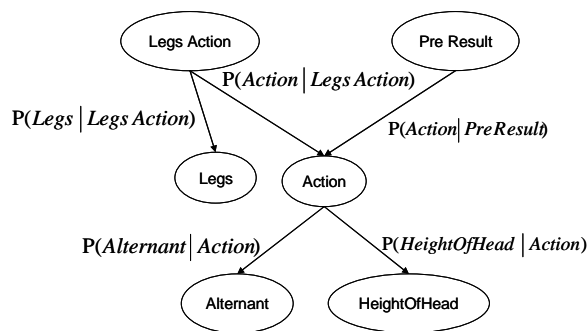 Legs Action
Pre Result
P(Action | Legs Action)
P(Legs | Legs Action)
P(Action | PreResult)
Legs
Action
P(Alternant | Action)
P(HeightOfHead | Action)
Alternant
HeightOfHead